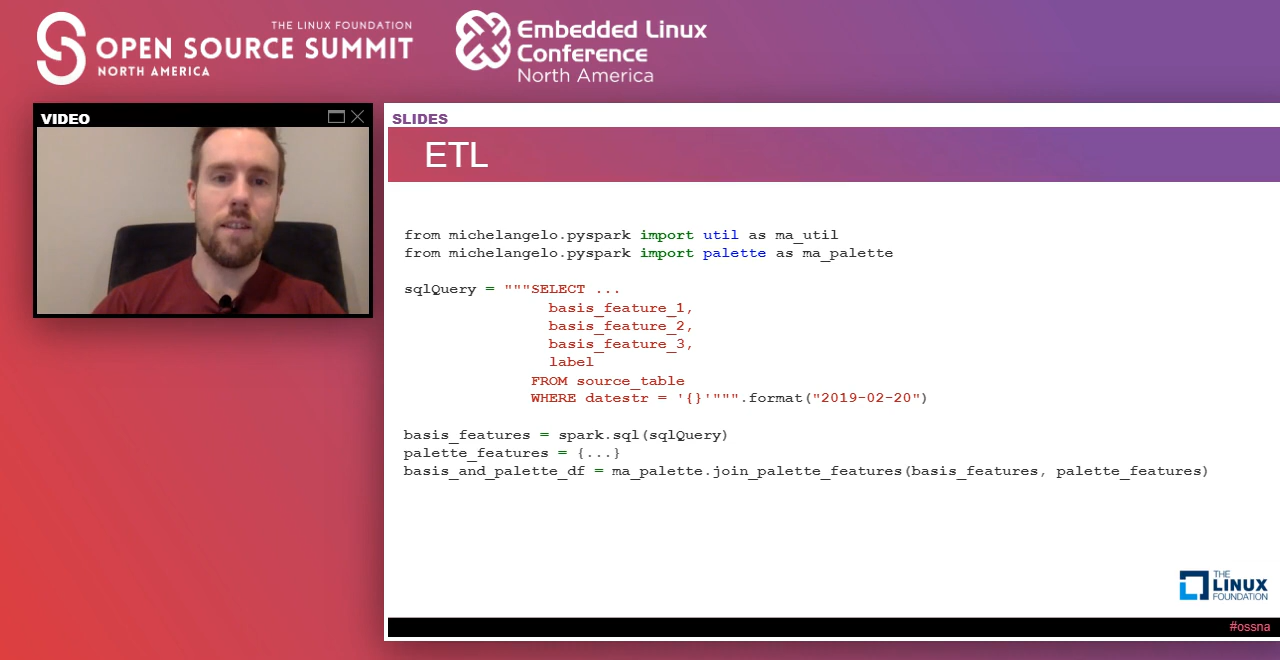 THE LINUX FOUNDATION
OPEN SOURCE SUMMIT
NORTH AMERICA
Embedded Linux
Conference
North America
VIDEO
SLIDES
ETL
from michelangelo.pyspark import util as ma_util
from michelangelo.pyspark import palette as ma_palette
sqlQuery = """SELECT ...
basis_feature_1,
basis_feature_2,
basis_feature_3,
label
FROM source_table
WHERE datestr = '{}'""".format("2019-02-20")
basis_features = spark.sql(sqlQuery)
palette_features = {...}
basis_and_palette_df = ma_palette.join_palette_features(basis_features, palette_features)
THE
LINUX
FOUNDATION
#ossna